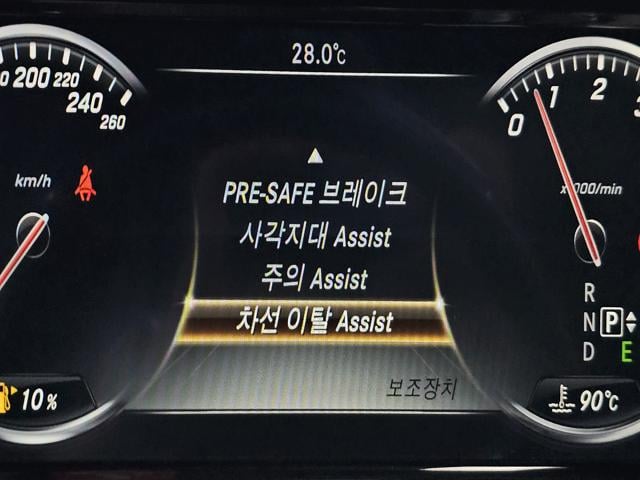 28.0°C
200
220
240
260
km/h
PRE-SAFE 브레이크
사각지대 Assist
주의 Assist
차선 이탈 Assist
보조장치
10%
0
1
2
3
x1000/min
R
N P
D E
90°C